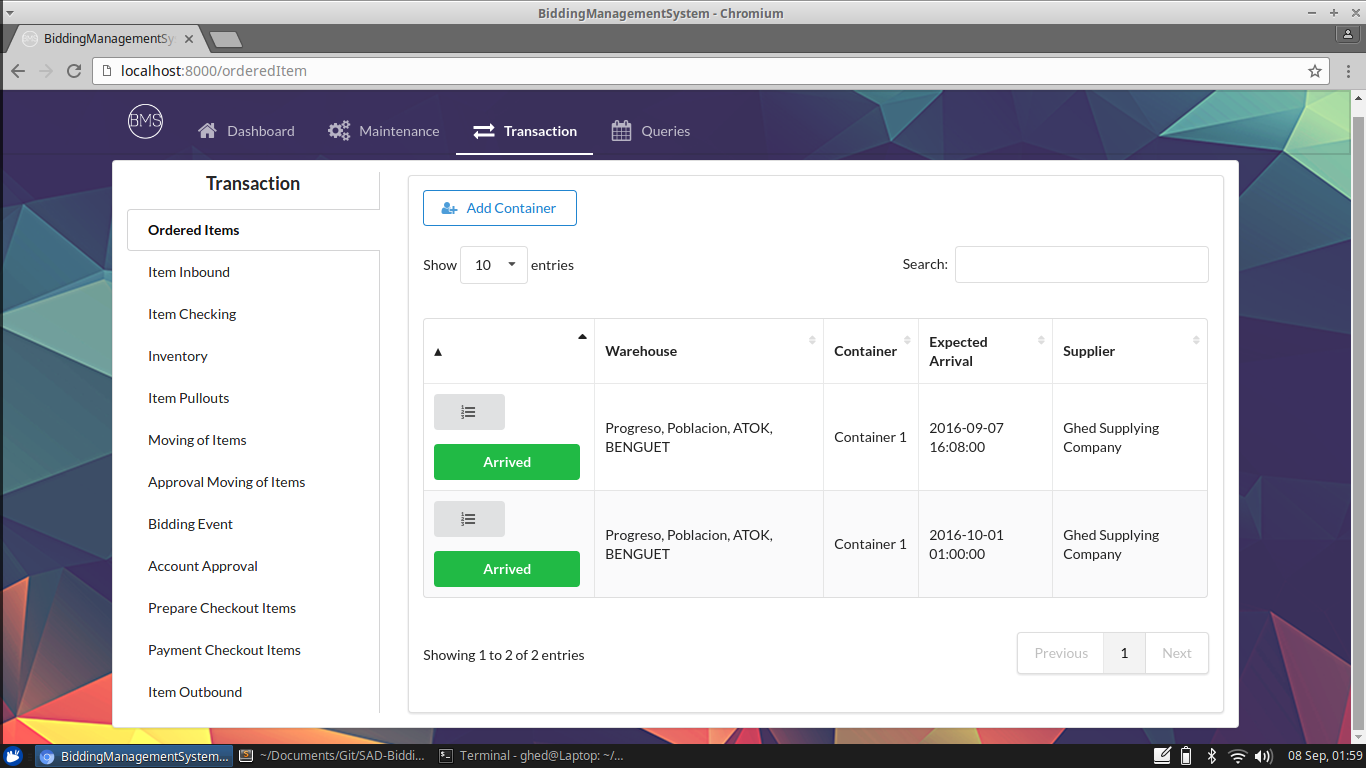 BiddingManagementSystem - Chromium
BiddingManagementSy
localhost:8000/orderedItem
BMS
Dashboard
Maintenance
Transaction
Queries
Transaction
Ordered Items
Item Inbound
Item Checking
Inventory
Item Pullouts
Moving of Items
Approval Moving of Items
Bidding Event
Account Approval
Prepare Checkout Items
Payment Checkout Items
Item Outbound
Add Container
Show 10 entries
Search:
Warehouse
Container
Expected
Arrival
Supplier
Arrived
Progreso, Poblacion, ATOK,
BENGUET
Container 1
2016-09-07
16:08:00
Ghed Supplying
Company
Arrived
Progreso, Poblacion, ATOK,
BENGUET
Container 1
2016-10-01
01:00:00
Ghed Supplying
Company
Showing 1 to 2 of 2 entries
Previous
1
Next
BiddingManagementSystem...
~/Documents/Git/SAD-Biddi...
Terminal - ghed@Laptop: ~/...
08 Sep, 01:59